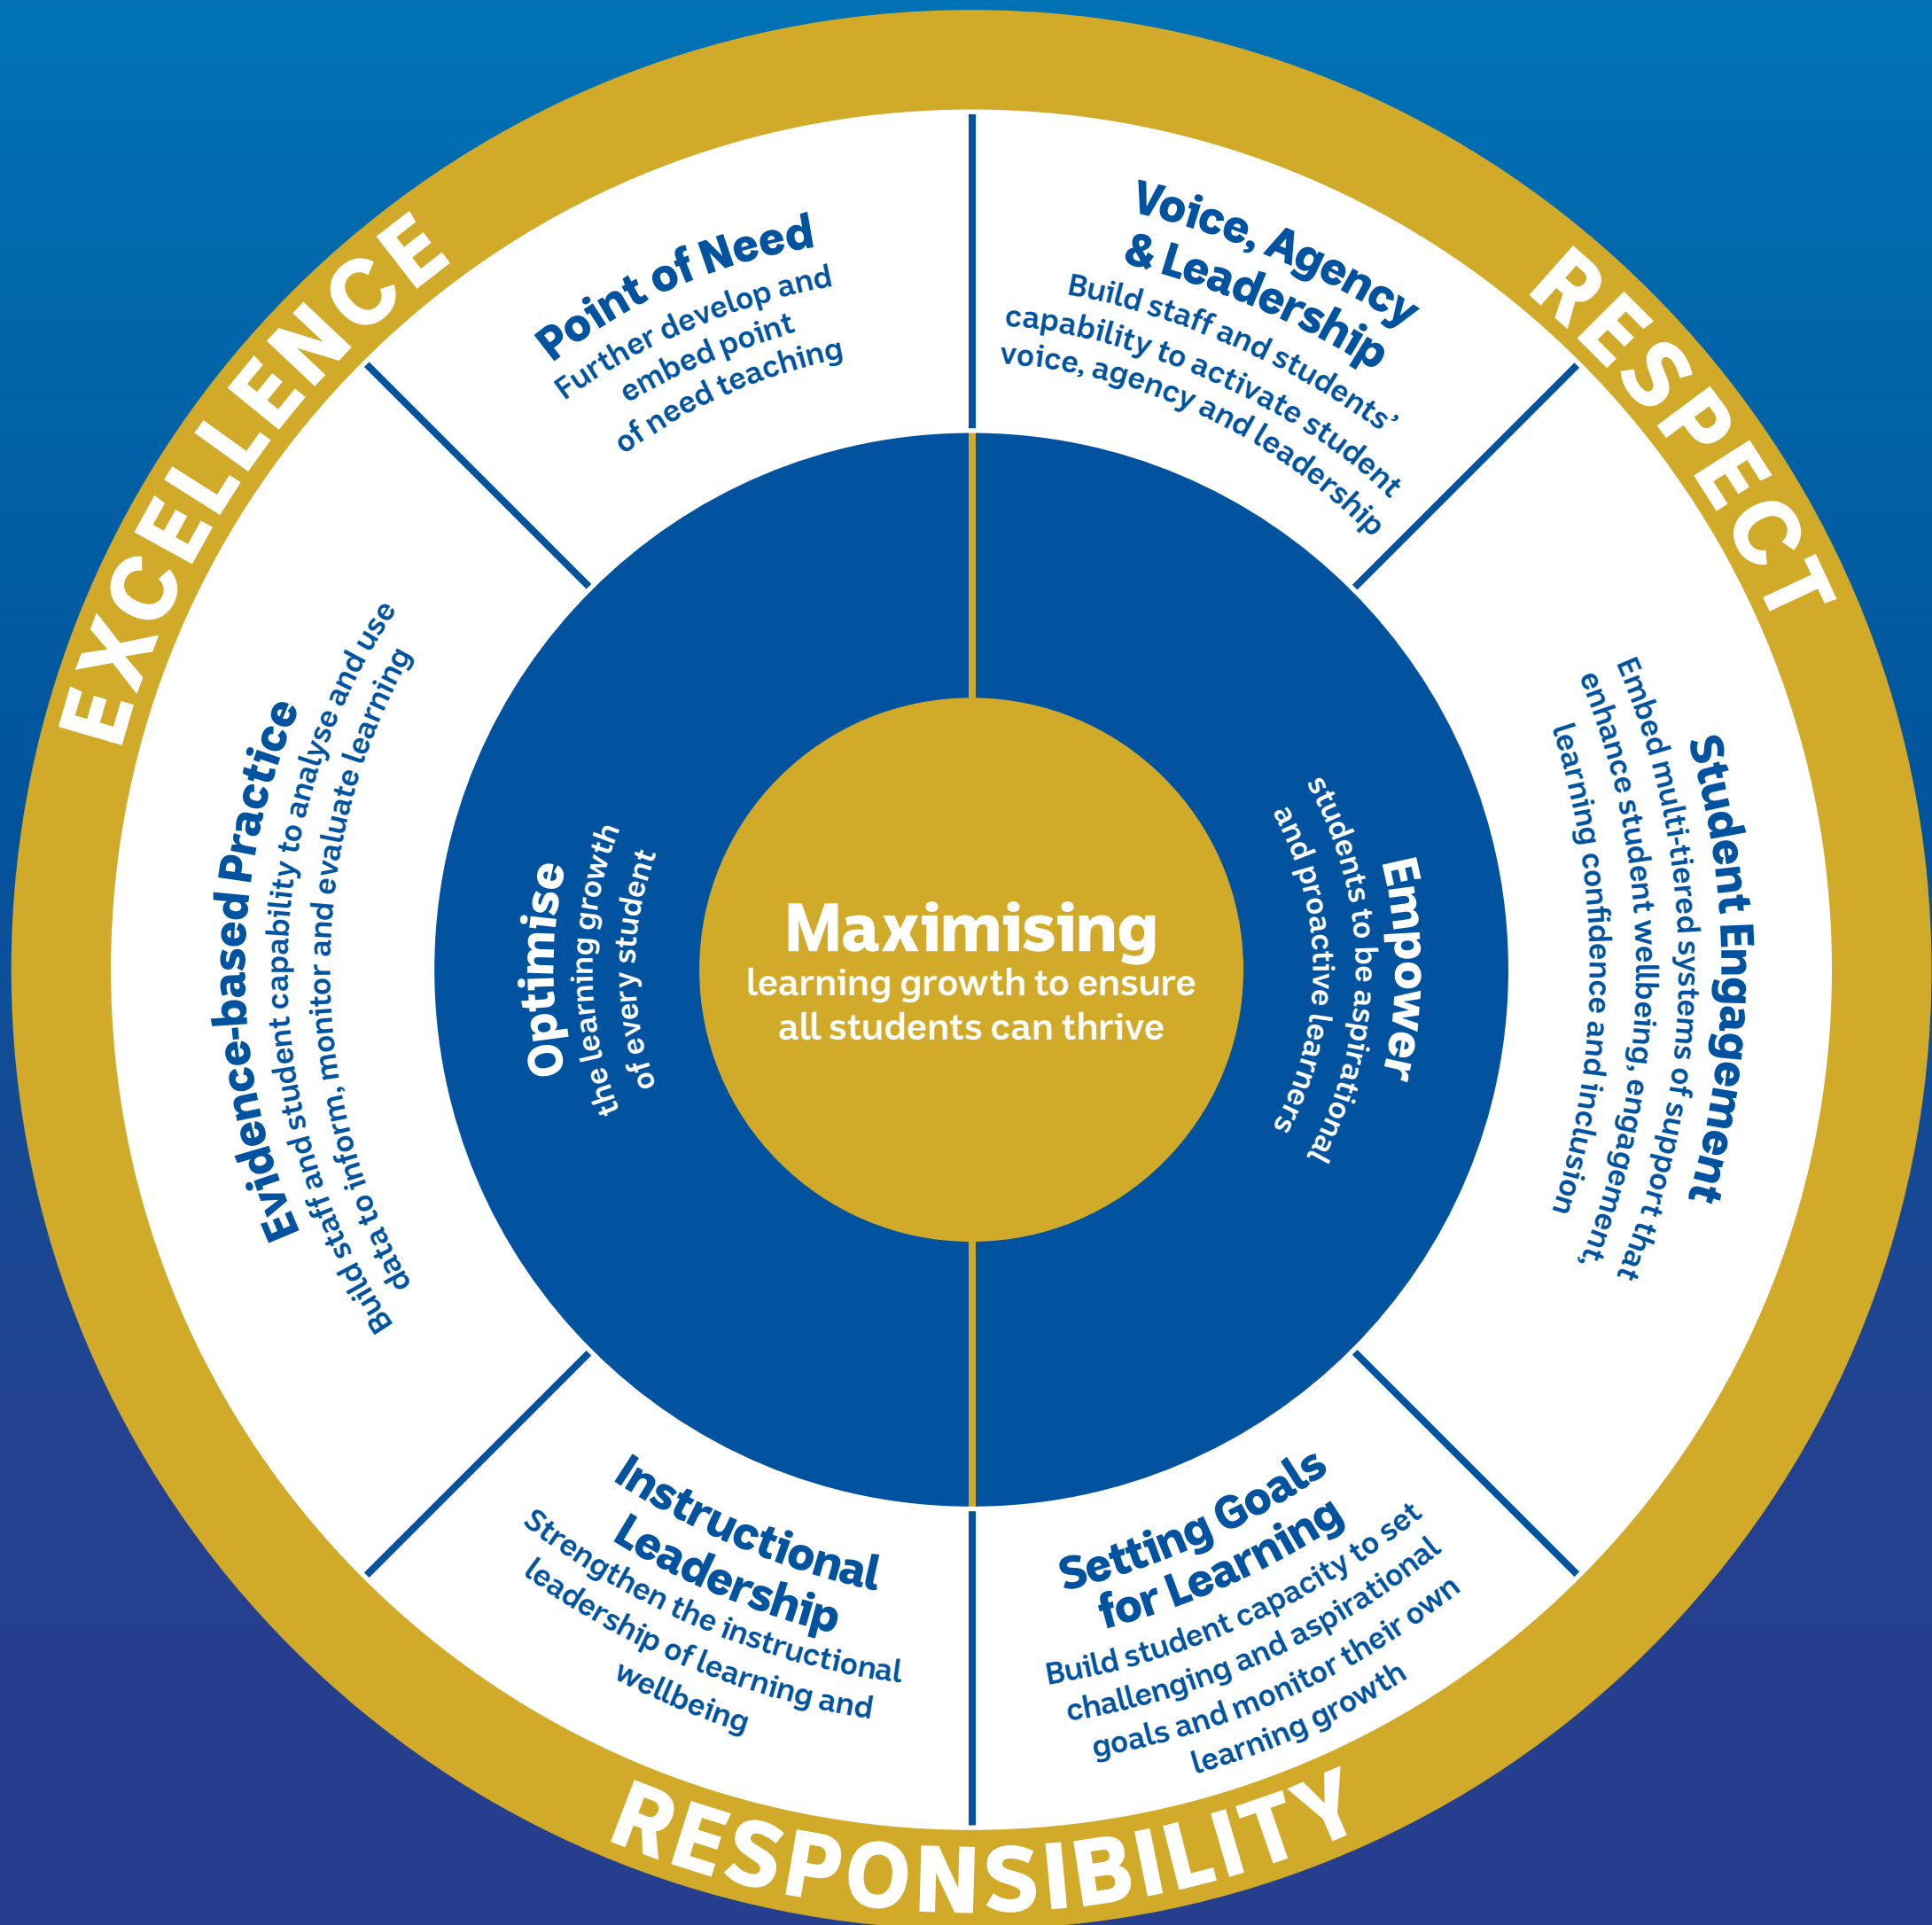 EXCELLENCE
RESPECT
RESPONSIBILITY
Point of Need
Further develop and
embed point
of need teaching
Voice, Agency
& Leadership
Build staff and students’
capability to activate student
voice, agency and leadership
Student Engagement
Embed multi-tiered systems of support that
enhance student wellbeing, engagement,
learning confidence and inclusion
Setting Goals
for Learning
Build student capacity to set
challenging and aspirational
goals and monitor their own
learning growth
Instructional
Leadership
Strengthen the instructional
leadership of learning and
wellbeing
Evidence-based Practice
Build staff and student capability to analyse and use
data to inform, monitor and evaluate learning
Optimise
the learning growth
of every student
Empower
students to be aspirational
and proactive learners
Maximising
learning growth to ensure
all students can thrive